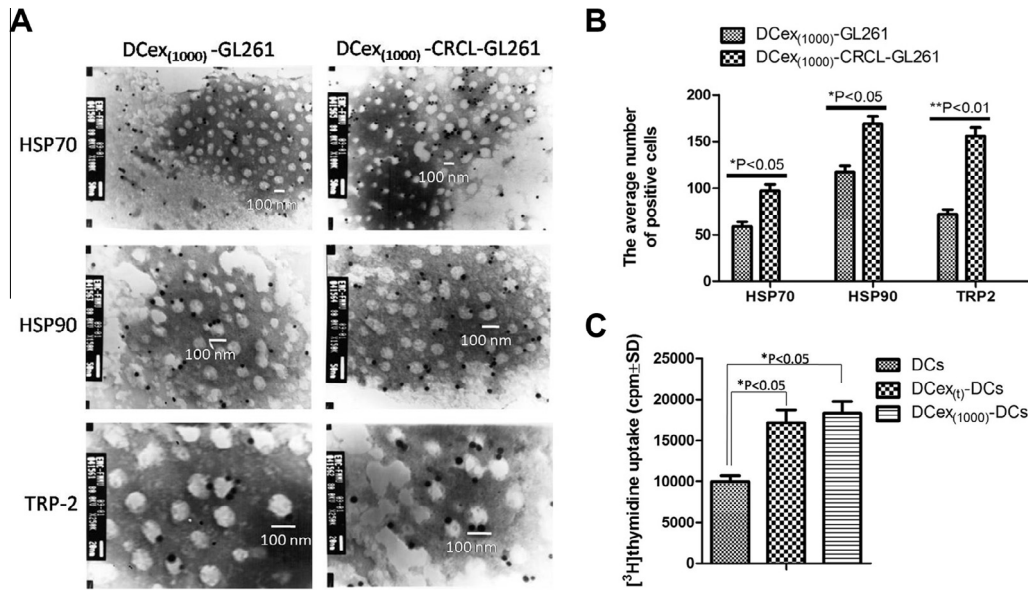 A
DCex(1000)-GL261
DCex(1000)-CRCL-GL261
HSP70
100 nm
100 nm
HSP90
100 nm
100 nm
TRP-2
100 nm
100 nm
B
DCex(1000)-GL261
DCex(1000)-CRCL-GL261
The average number
of positive cells
200
150
100
50
0
*P<0.05
*P<0.05
**P<0.01
HSP70
HSP90
TRP2
C
[³H]thymidine uptake (cpm±SD)
25000
20000
15000
10000
5000
0
*P<0.05
*P<0.05
DCs
DCex(t)-DCs
DCex(1000)-DCs